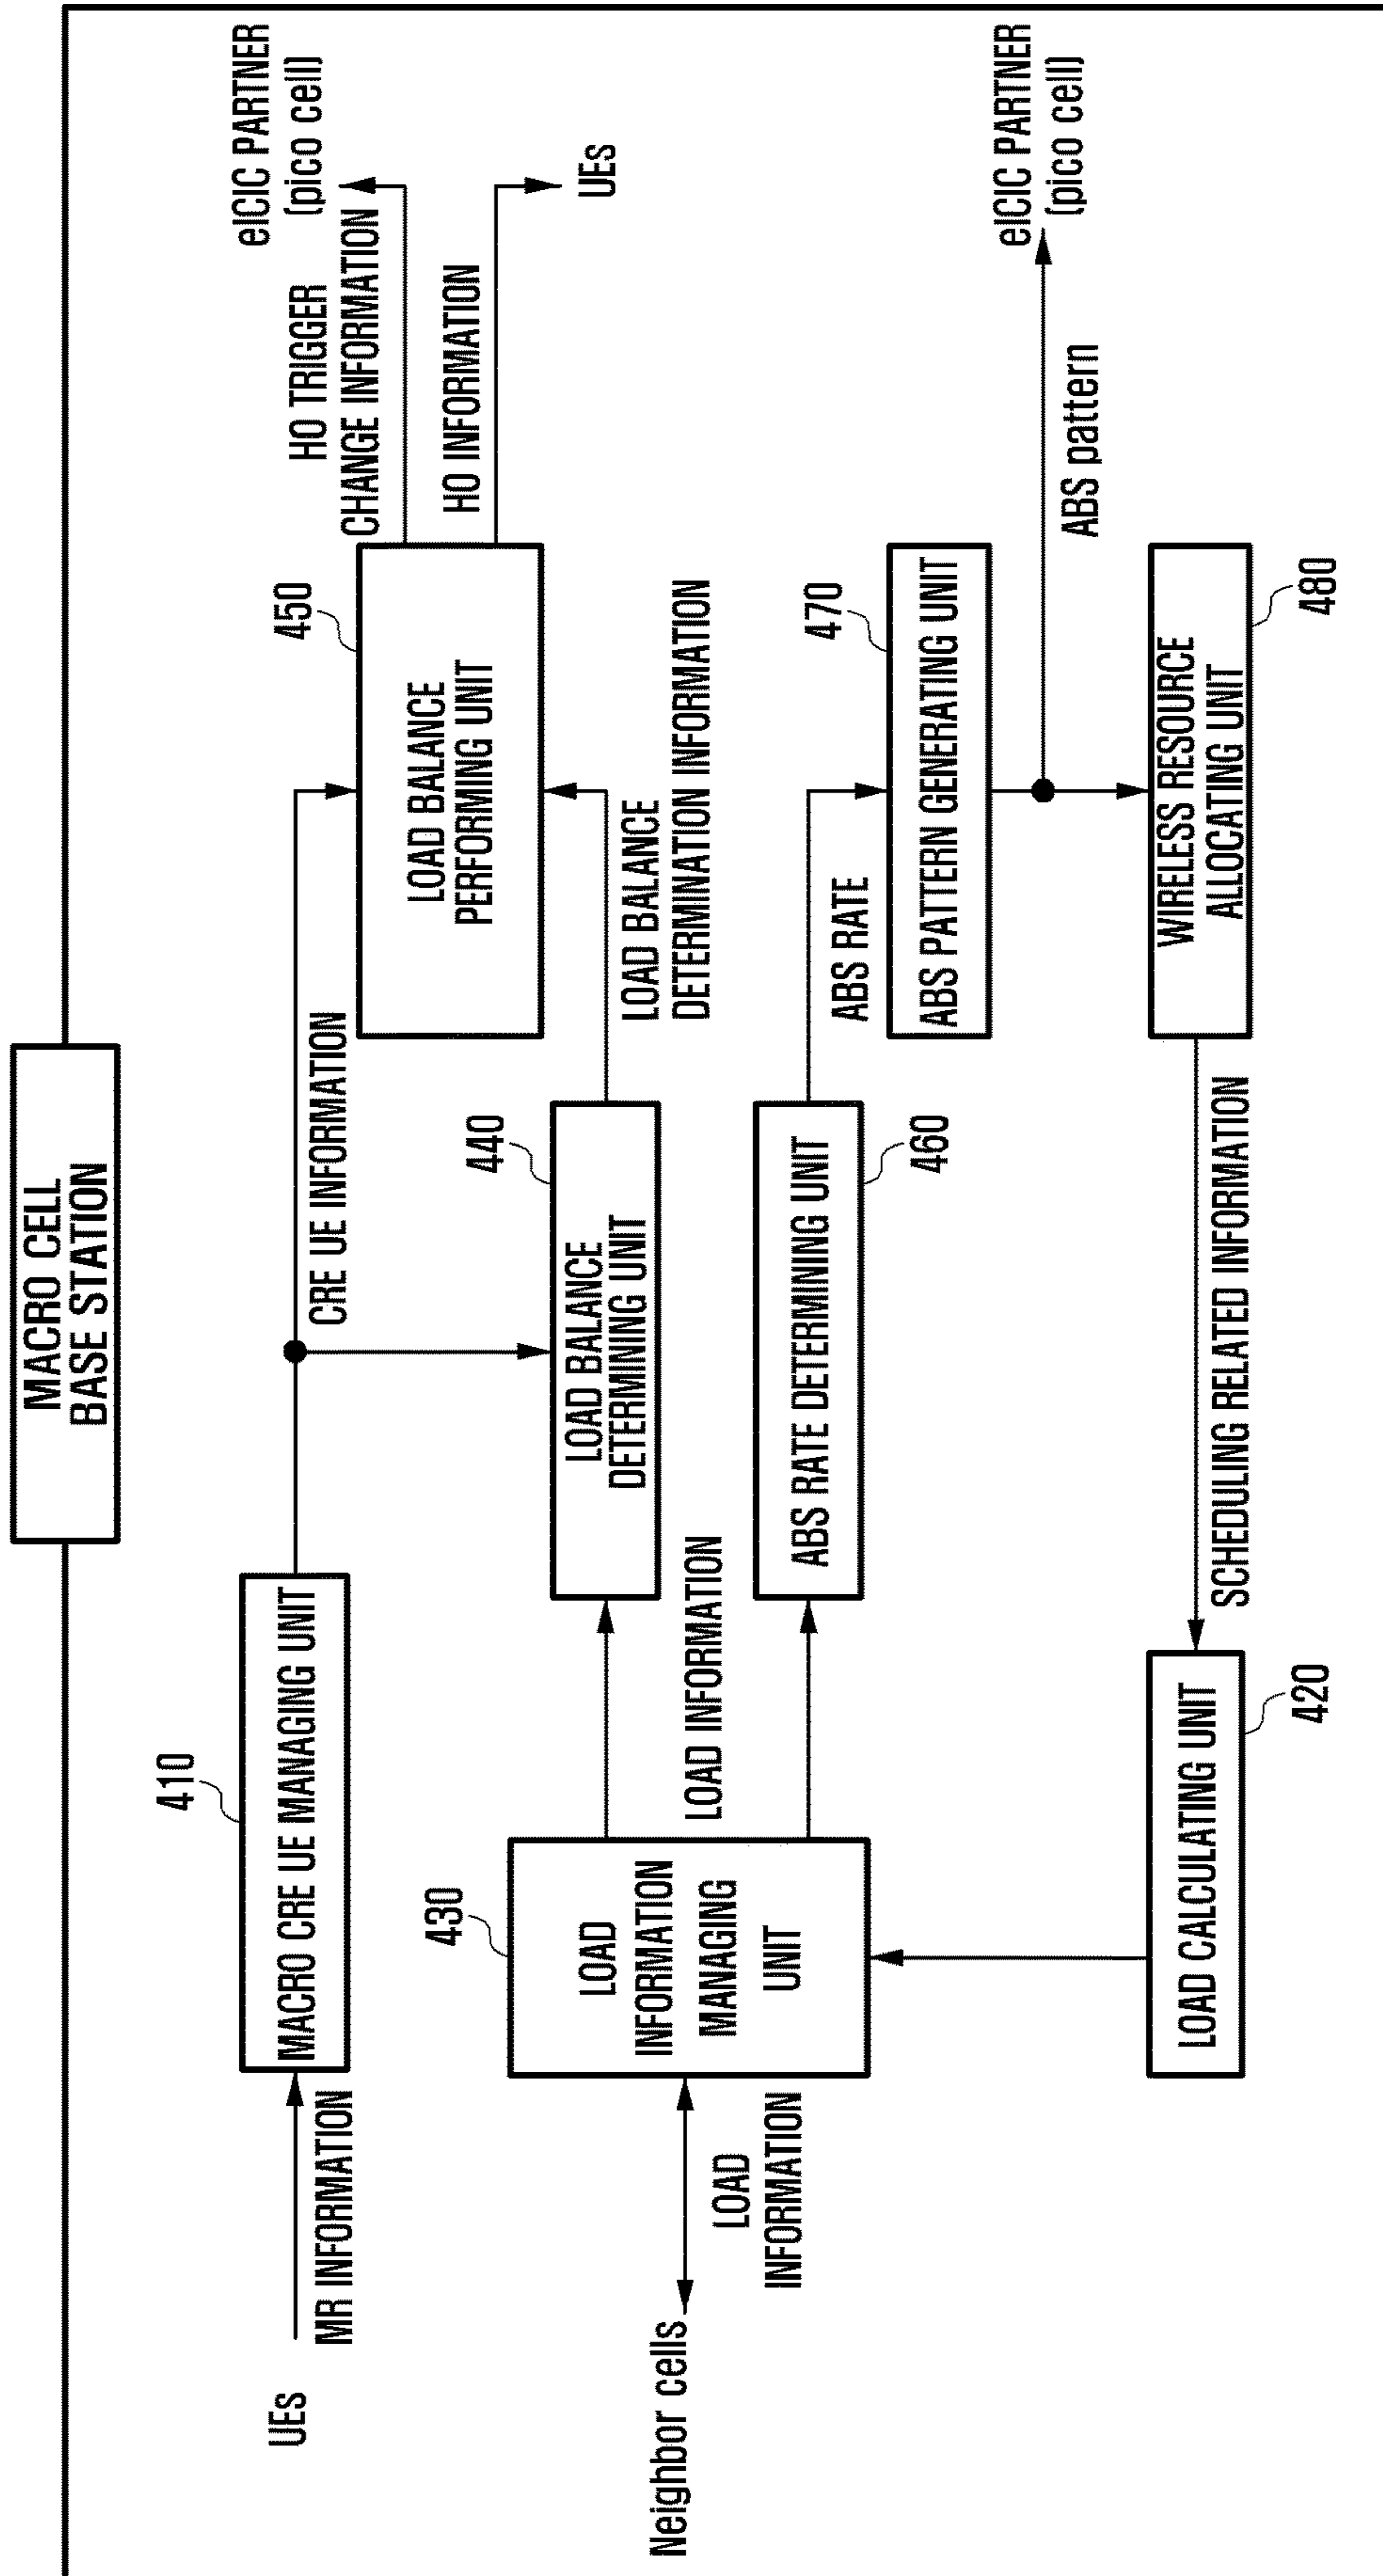 MACRO CELL
BASE STATION
UEs
MR INFORMATION
410
MACRO CRE UE MANAGING UNIT
CRE UE INFORMATION
450
LOAD BALANCE
PERFORMING UNIT
HO TRIGGER
CHANGE INFORMATION
eICIC PARTNER
(pico cell)
HO INFORMATION
UEs
Neighbor cells
LOAD
INFORMATION
430
LOAD
INFORMATION
MANAGING
UNIT
LOAD INFORMATION
440
LOAD BALANCE
DETERMINING UNIT
LOAD BALANCE
DETERMINATION INFORMATION
ABS RATE DETERMINING UNIT
460
ABS RATE
470
ABS PATTERN GENERATING UNIT
ABS pattern
eICIC PARTNER
(pico cell)
LOAD CALCULATING UNIT
420
SCHEDULING RELATED INFORMATION
WIRELESS RESOURCE
ALLOCATING UNIT
480